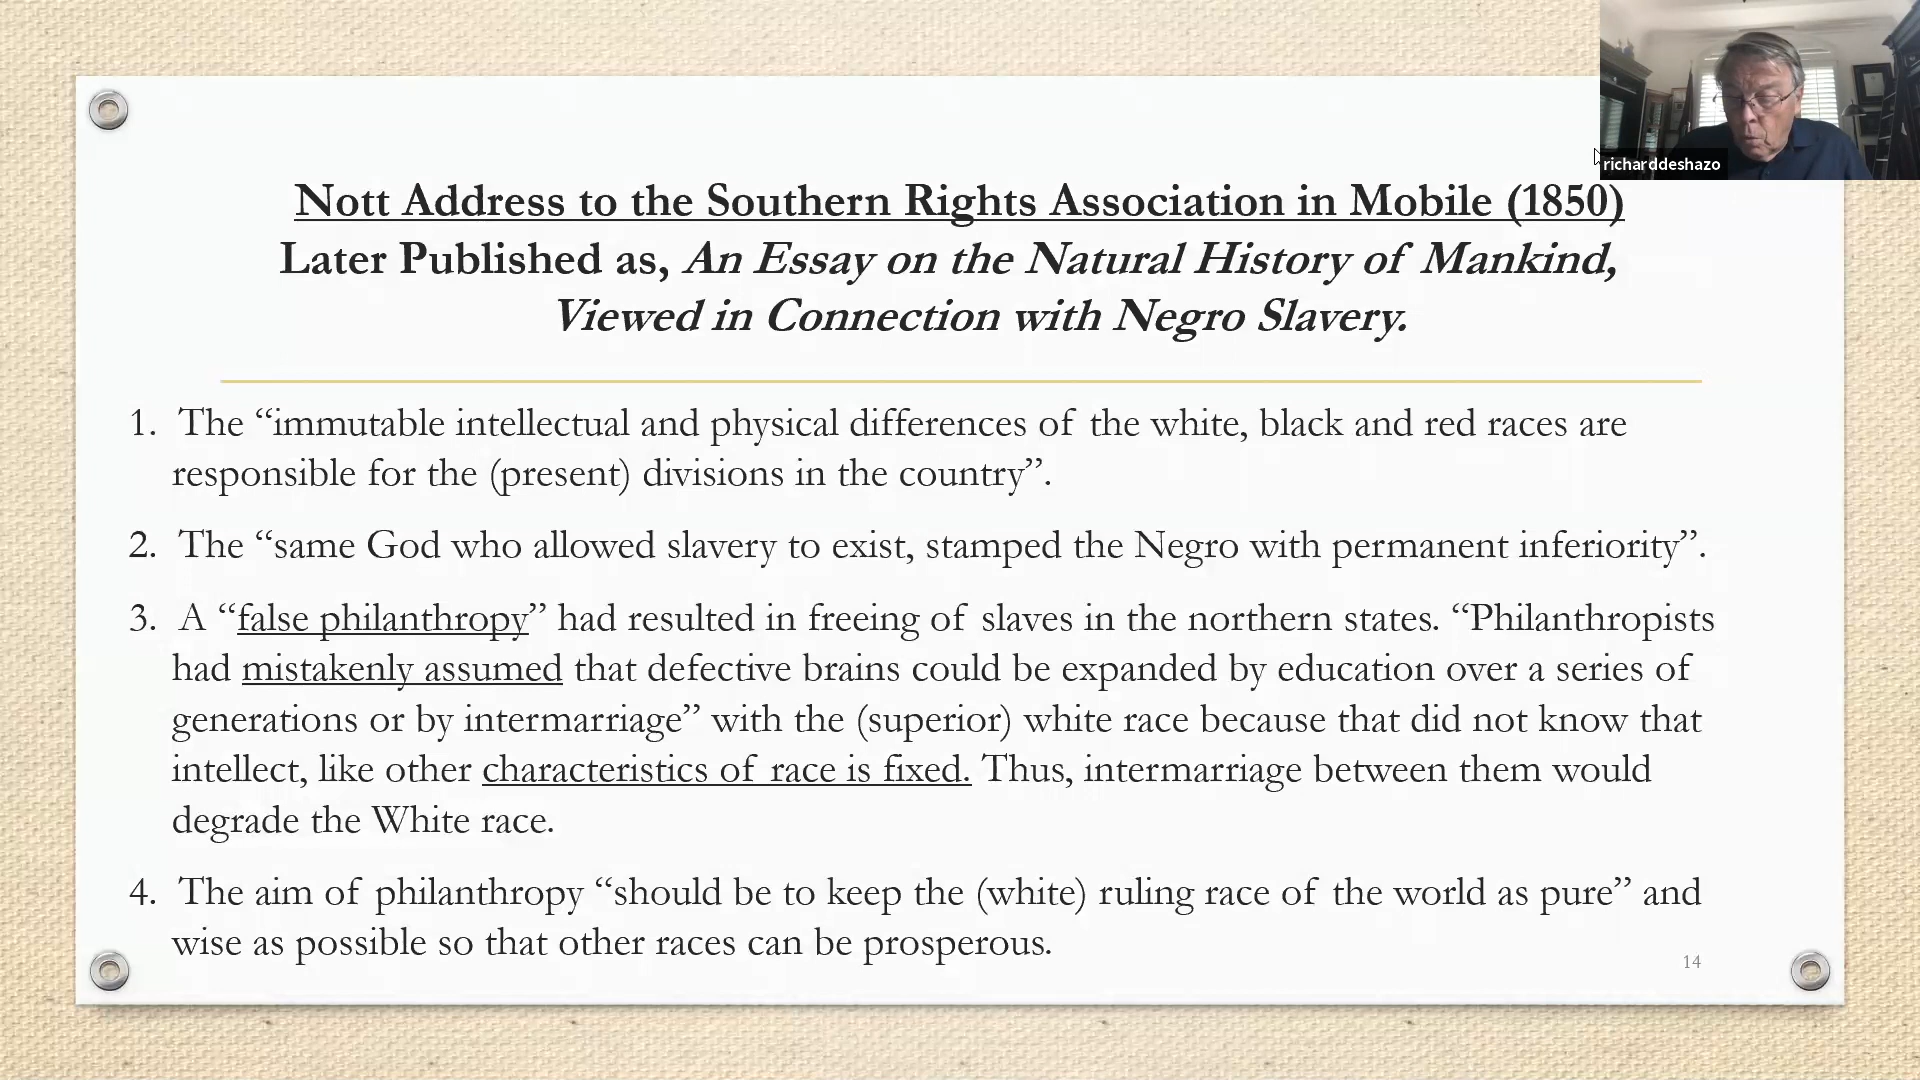 richarddeshazo
Nott Address to the Southern Rights Association in Mobile (1850)
Later Published as, An Essay on the Natural History of Mankind,
Viewed in Connection with Negro Slavery.
1. The “immutable intellectual and physical differences of the white, black and red races are
responsible for the (present) divisions in the country”.
2. The “same God who allowed slavery to exist, stamped the Negro with permanent inferiority”.
3. A “false philanthropy” had resulted in freeing of slaves in the northern states. “Philanthropists
had mistakenly assumed that defective brains could be expanded by education over a series of
generations or by intermarriage” with the (superior) white race because that did not know that
intellect, like other characteristics of race is fixed. Thus, intermarriage between them would
degrade the White race.
4. The aim of philanthropy “should be to keep the (white) ruling race of the world as pure” and
wise as possible so that other races can be prosperous.
14